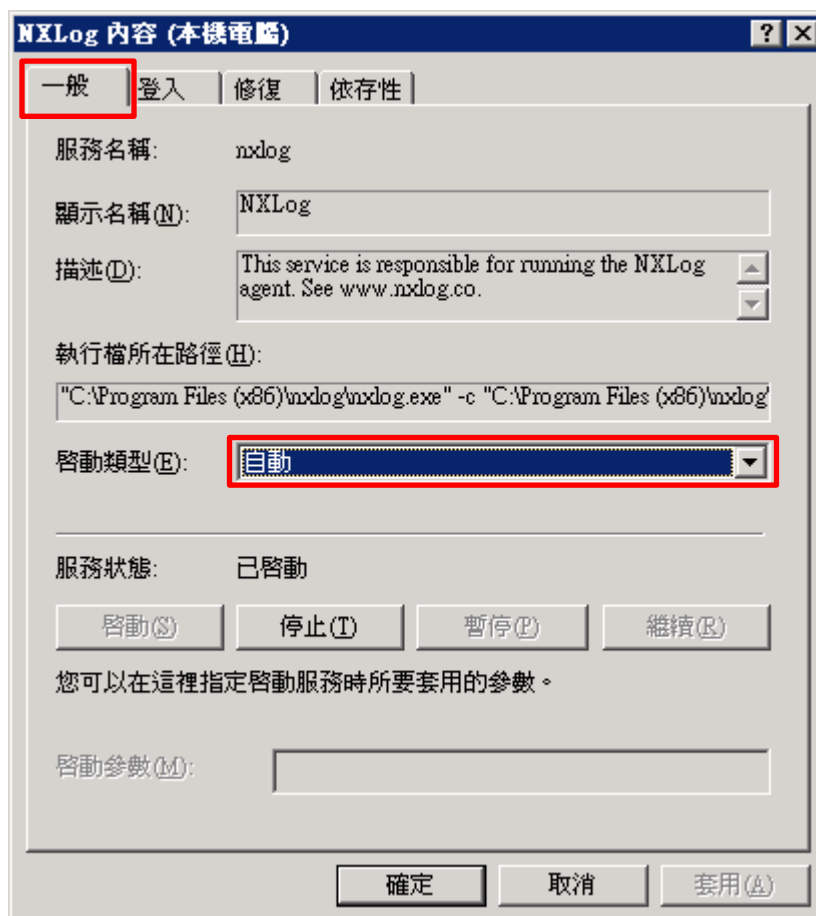 NXLog 內容 (本機電腦)
一般 登入 修復 依存性
服務名稱: nxlog
顯示名稱(N): NXLog
描述(D): This service is responsible for running the NXLog
agent. See www.nxlog.co.
執行檔所在路徑(H):
"C:\Program Files (x86)\nxlog\nxlog.exe" -c "C:\Program Files (x86)\nxlog\
啓動類型(E): 自動
服務狀態: 已啓動
啓動(S) 停止(T) 暫停(P) 繼續(R)
您可以在這裡指定啓動服務時所要套用的參數。
啓動參數(M):
確定 取消 套用(A)